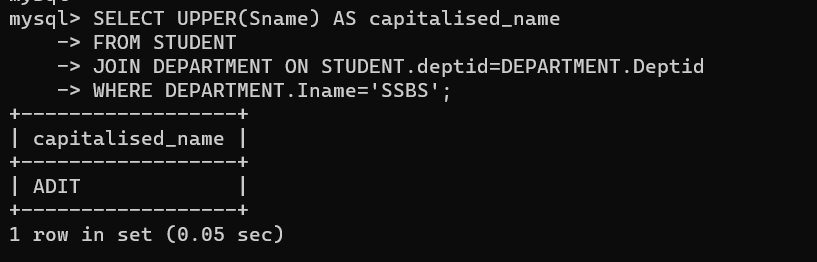 mysql>
mysql> SELECT UPPER(Sname) AS capitalised_name
    -> FROM STUDENT
    -> JOIN DEPARTMENT ON STUDENT.deptid=DEPARTMENT.Deptid
    -> WHERE DEPARTMENT.Iname='SSBS';
+------------------+
| capitalised_name |
+------------------+
| ADIT             |
+------------------+
1 row in set (0.05 sec)